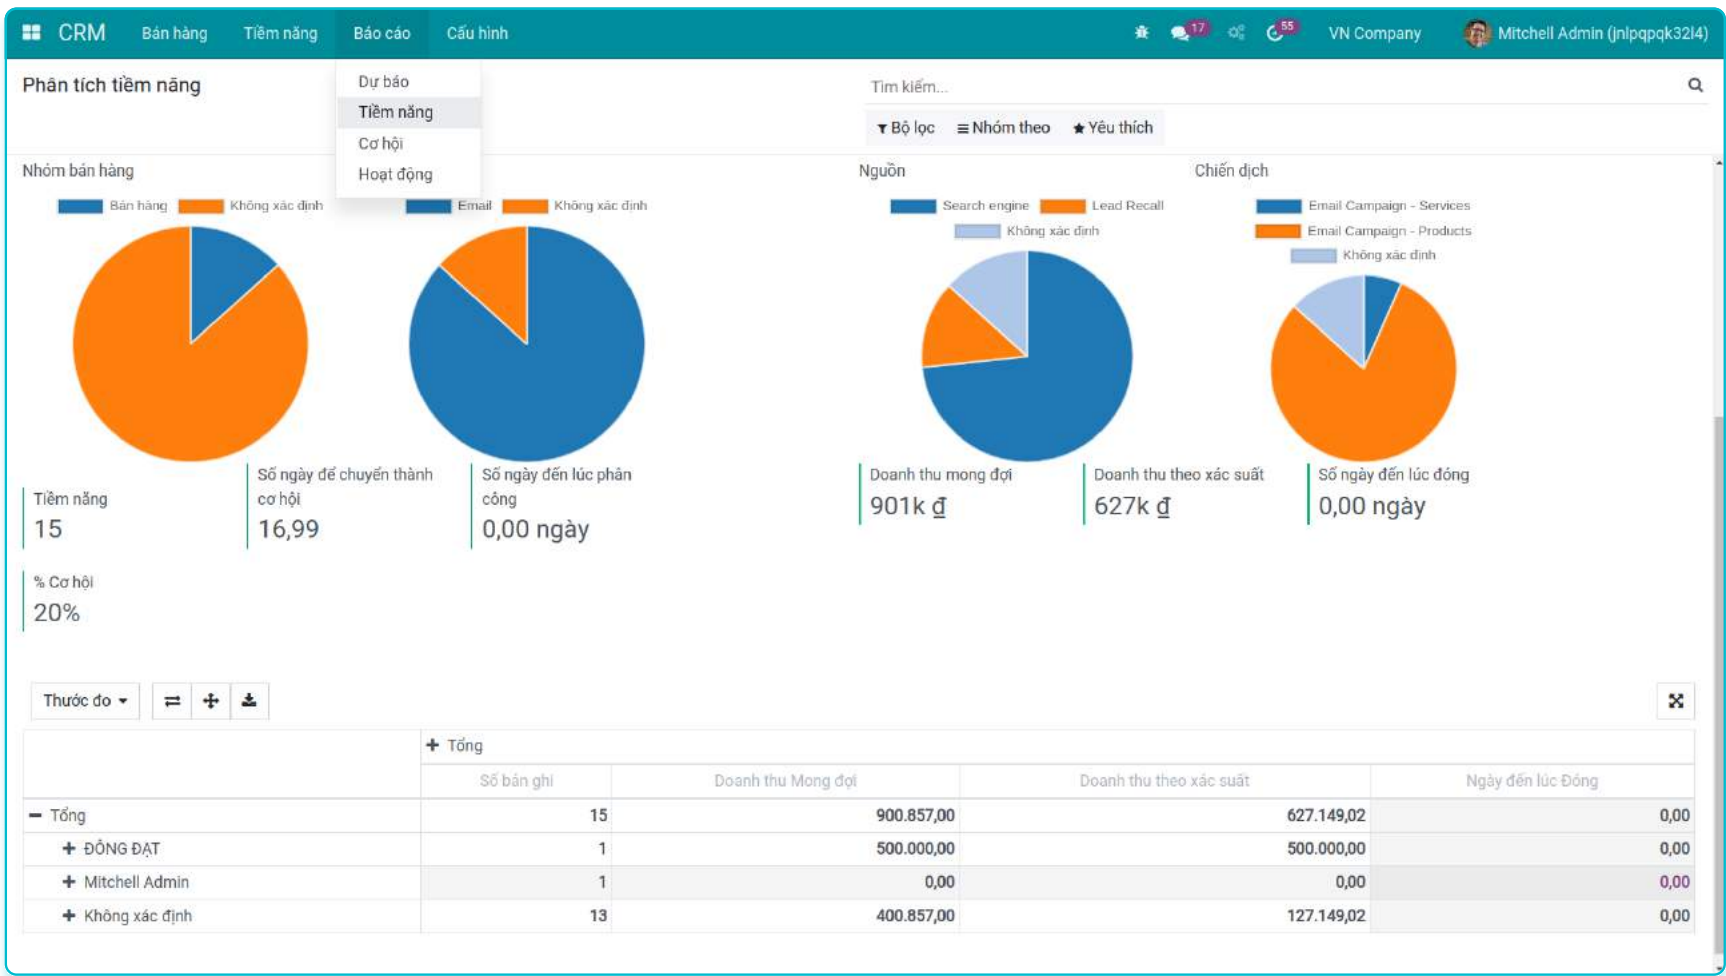 CRM Bán hàng Tiềm năng Báo cáo Cấu hình 17 55 VN Company Mitchell Admin (jnlpqpqk32l4)
Phân tích tiềm năng
Dự báo
Tiềm năng
Cơ hội
Hoạt động
Tìm kiếm...
Bộ lọc Nhóm theo Yêu thích
Nhóm bán hàng
Bán hàng Không xác định
Email Không xác định
Nguồn
Search engine Lead Recall
Không xác định
Chiến dịch
Email Campaign - Services
Email Campaign - Products
Không xác định
Tiềm năng
15
Số ngày để chuyển thành
cơ hội
16,99
Số ngày đến lúc phân
công
0,00 ngày
Doanh thu mong đợi
901k ₫
Doanh thu theo xác suất
627k ₫
Số ngày đến lúc đóng
0,00 ngày
% Cơ hội
20%
Thước đo
Tổng
Số bản ghi Doanh thu Mong đợi Doanh thu theo xác suất Ngày đến lúc Đóng
Tổng 15 900.857,00 627.149,02 0,00
ĐÔNG ĐẠT 1 500.000,00 500.000,00 0,00
Mitchell Admin 1 0,00 0,00 0,00
Không xác định 13 400.857,00 127.149,02 0,00